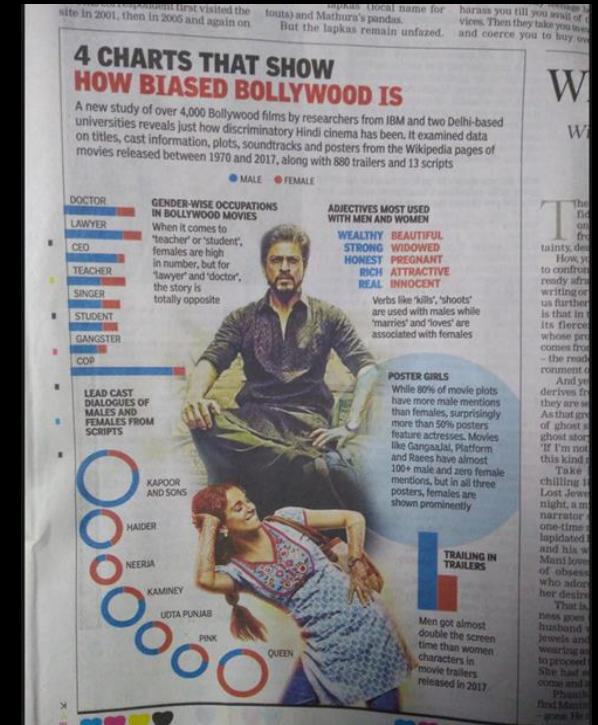 site in 2001, then in 2005 and again on
touts) and Mathura's pandas.
But the lapkas remain unfazed.
harass you till you avail of
vices. Then they take you
and coerce you to buy
4 CHARTS THAT SHOW
HOW BIASED BOLLYWOOD IS
A new study of over 4,000 Bollywood films by researchers from IBM and two Delhi-based
universities reveals just how discriminatory Hindi cinema has been. It examined data
on titles, cast information, plots, soundtracks and posters from the Wikipedia pages of
movies released between 1970 and 2017, along with 880 trailers and 13 scripts
MALE FEMALE
DOCTOR
LAWYER
CEO
TEACHER
SINGER
STUDENT
GANGSTER
COP
GENDER-WISE OCCUPATIONS
IN BOLLYWOOD MOVIES
When it comes to
'teacher' or 'student',
females are high
in number, but for
'lawyer' and 'doctor',
the story is
totally opposite
ADJECTIVES MOST USED
WITH MEN AND WOMEN
WEALTHY BEAUTIFUL
STRONG WIDOWED
HONEST PREGNANT
RICH ATTRACTIVE
REAL INNOCENT
Verbs like 'kills', 'shoots'
are used with males while
'marries' and 'loves' are
associated with females
LEAD CAST
DIALOGUES OF
MALES AND
FEMALES FROM
SCRIPTS
KAPOOR
AND SONS
HAIDER
NEERJA
KAMINEY
UDTA PUNJAB
PINK
QUEEN
POSTER GIRLS
While 80% of movie plots
have more male mentions
than females, surprisingly
more than 50% posters
feature actresses. Movies
like Gangaajal, Platform
and Raees have almost
100+ male and zero female
mentions, but in all three
posters, females are
shown prominently
TRAILING IN
TRAILERS
Men got almost
double the screen
time than women
characters in
movie trailers
released in 2017
W
The
tainty,
How,
to confron
ready
writing or
us further
is that in
its fierce
whose
comes fro
– the
And
derives
they are
As that
of ghost
ghost
'If I'm not
this kind
Take
chilling
Lost
night, a
narrator
one-time
lapidated
and his
Mani
of
who
her
That is
ness goes
husband
jewels and
wearing
to proceed
She had
come and
find